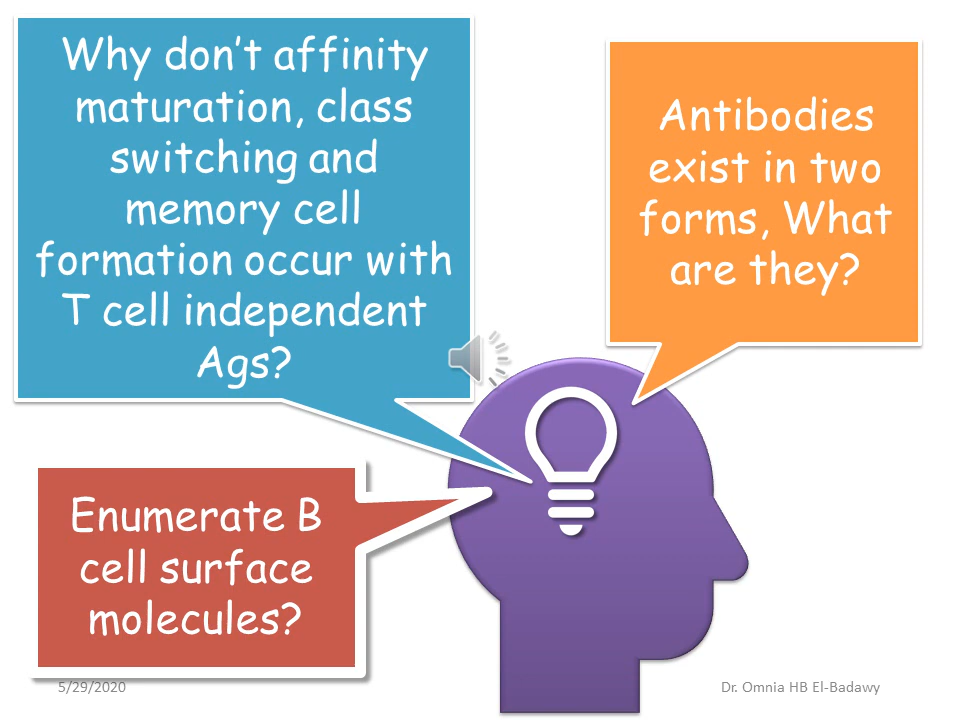 Why don’t affinity
maturation, class
switching and
memory cell
formation occur with
T cell independent
Ags?
Antibodies
exist in two
forms, What
are they?
Enumerate B
cell surface
molecules?
5/29/2020
Dr. Omnia HB El-Badawy